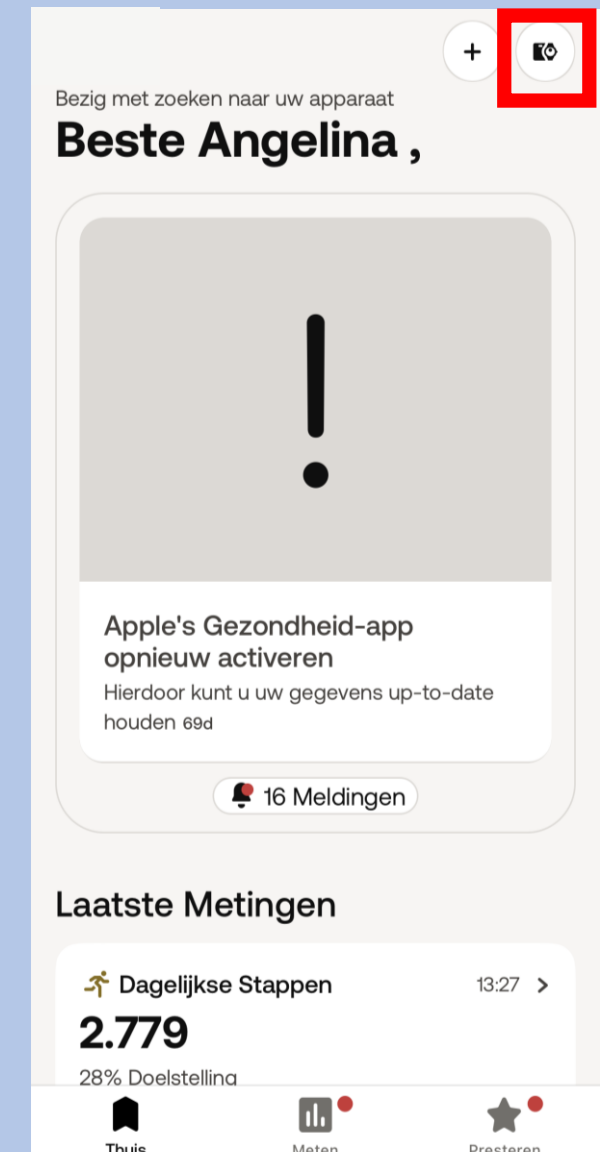 Bezig met zoeken naar uw apparaat
Beste Angelina ,
Apple's Gezondheid-app
opnieuw activeren
Hierdoor kunt u uw gegevens up-to-date
houden 69d
16 Meldingen
Laatste Metingen
Dagelijkse Stappen 13:27
2.779
28% Doelstelling
Thuis Meten Presteren